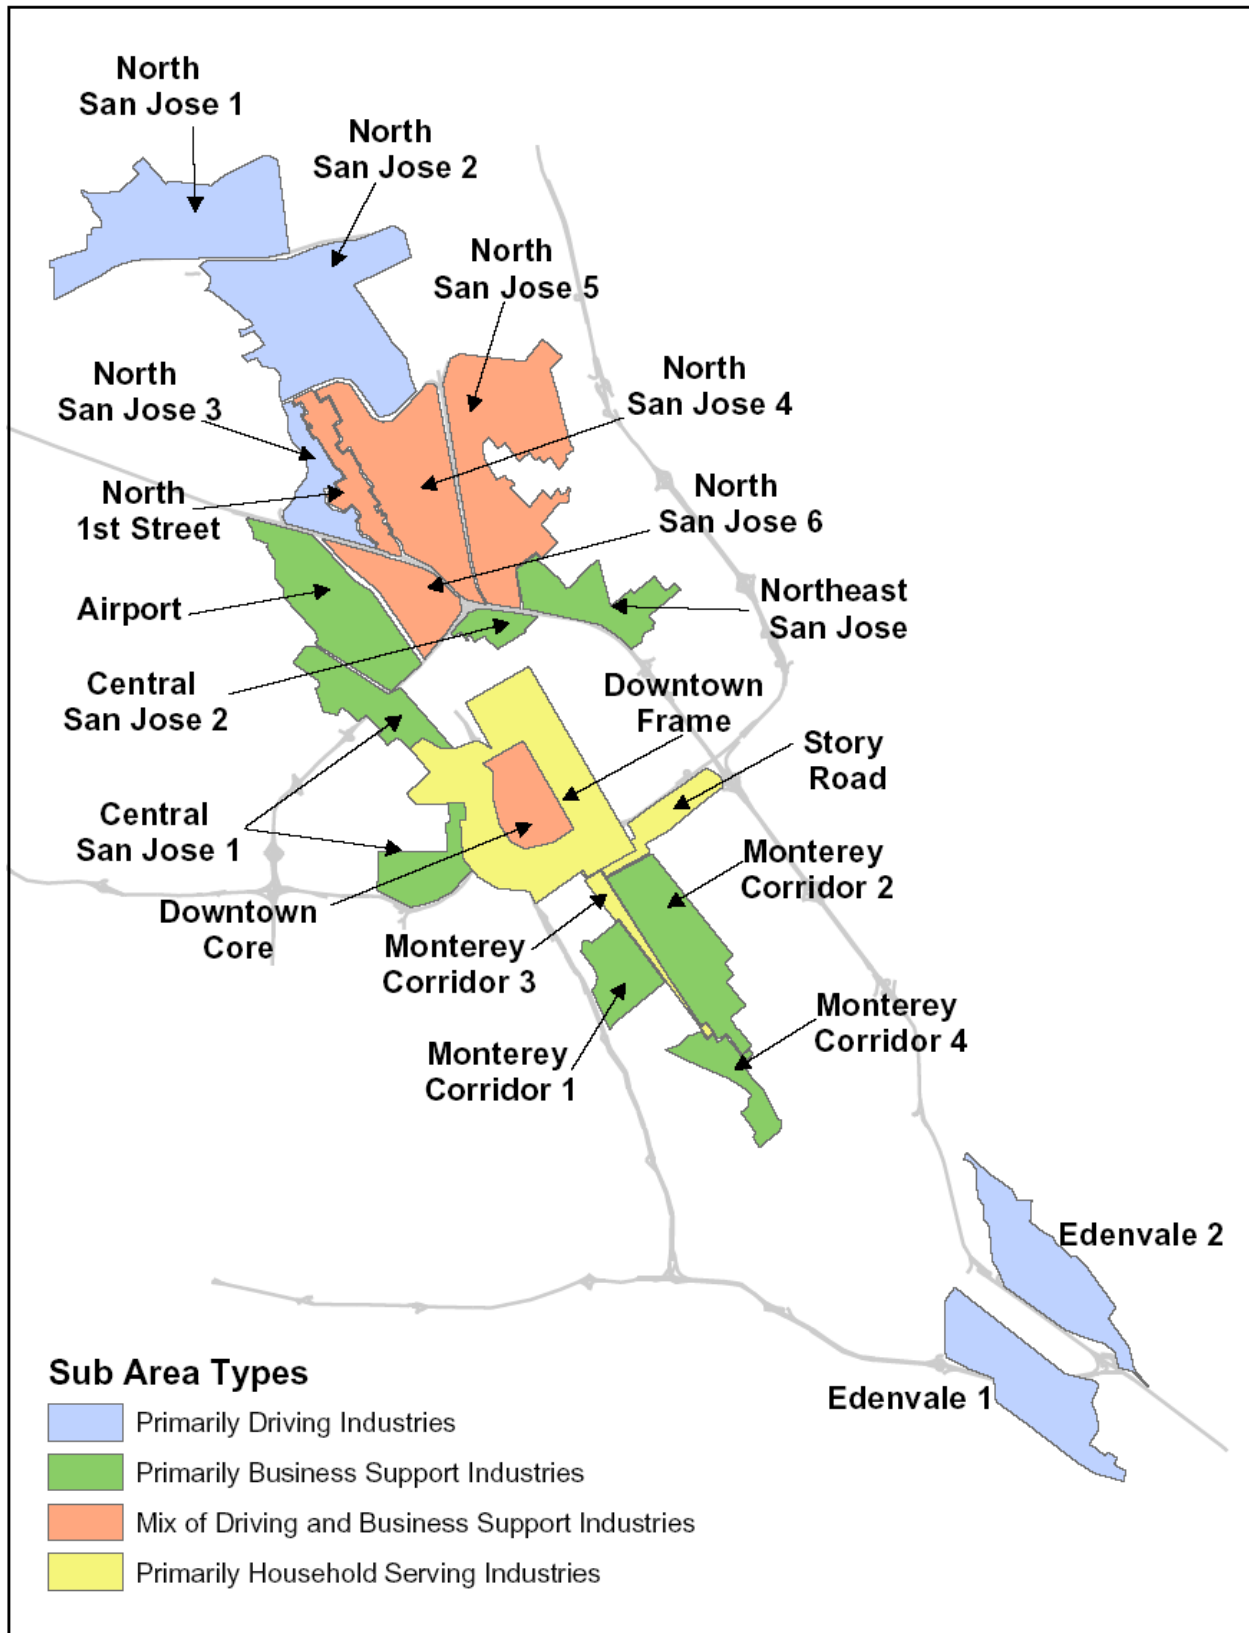 North
San Jose 1
North
San Jose 2
North
San Jose 5
North
San Jose 3
North
San Jose 4
North
1st Street
North
San Jose 6
Airport
Northeast
San Jose
Central
San Jose 2
Downtown
Frame
Story
Road
Central
San Jose 1
Monterey
Corridor 2
Downtown
Core
Monterey
Corridor 3
Monterey
Corridor 4
Monterey
Corridor 1
Edenvale 2
Edenvale 1
Sub Area Types
Primarily Driving Industries
Primarily Business Support Industries
Mix of Driving and Business Support Industries
Primarily Household Serving Industries